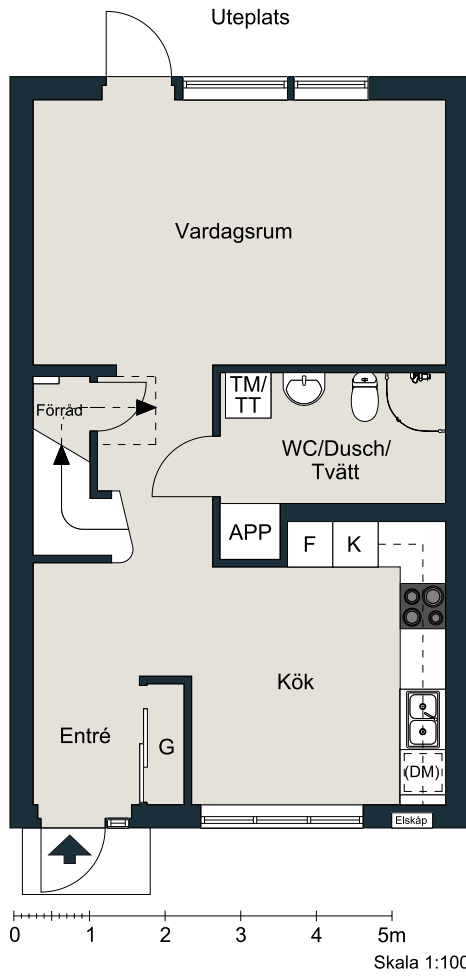 Uteplats
Vardagsrum
Förråd
TM/
TT
WC/Dusch/
Tvätt
APP
F
K
Kök
Entré
G
(DM)
Elskåp
0 1 2 3 4 5m
Skala 1:100